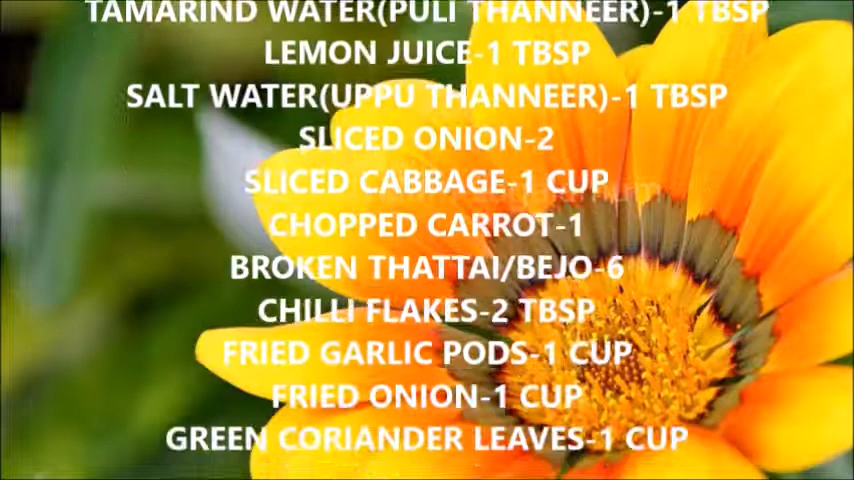 TAMARIND WATER(PULI THANNEER)-1 TBSP
LEMON JUICE-1 TBSP
SALT WATER(UPPU THANNEER)-1 TBSP
SLICED ONION-2
SLICED CABBAGE-1 CUP
CHOPPED CARROT-1
BROKEN THATTAI/BEJO-6
CHILLI FLAKES-2 TBSP
FRIED GARLIC PODS-1 CUP
FRIED ONION-1 CUP
GREEN CORIANDER LEAVES-1 CUP